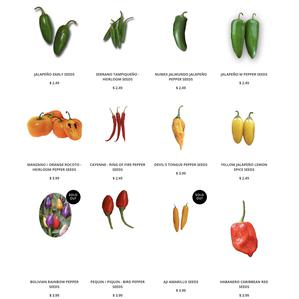 JALAPEÑO EARLY SEEDS
$ 2.49
SERRANO TAMPIQUEÑO -
HEIRLOOM SEEDS
$ 2.49
NUMEX JALMUNDO JALAPEÑO
PEPPER SEEDS
$ 2.99
JALAPEÑO M PEPPER SEEDS
$ 2.49
MANZANO / ORANGE ROCOTO -
HEIRLOOM PEPPER SEEDS
$ 3.99
CAYENNE - RING OF FIRE PEPPER
SEEDS
$ 2.49
DEVIL'S TONGUE PEPPER SEEDS
$ 3.99
YELLOW JALAPEÑO LEMON
SPICE SEEDS
$ 2.49
SOLD
OUT
SOLD
OUT
BOLIVIAN RAINBOW PEPPER
SEEDS
$ 3.99
PEQUIN / PIQUIN - BIRD PEPPER
SEEDS
$ 3.99
AJI AMARILLO SEEDS
$ 3.99
HABANERO CARIBBEAN RED
SEEDS
$ 3.99